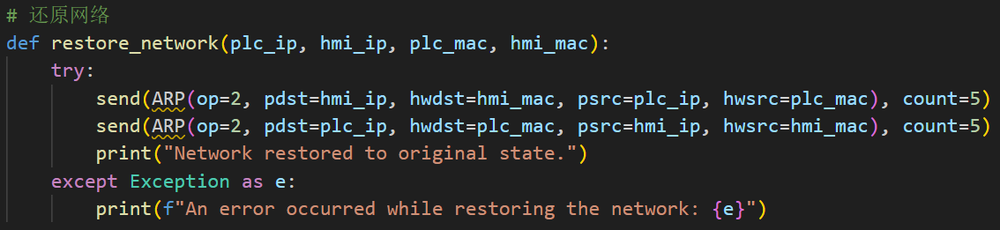 # 还原网络
def restore_network(plc_ip, hmi_ip, plc_mac, hmi_mac):
    try:
        send(ARP(op=2, pdst=hmi_ip, hwdst=hmi_mac, psrc=plc_ip, hwsrc=plc_mac), count=5)
        send(ARP(op=2, pdst=plc_ip, hwdst=plc_mac, psrc=hmi_ip, hwsrc=hmi_mac), count=5)
        print("Network restored to original state.")
    except Exception as e:
        print(f"An error occurred while restoring the network: {e}")